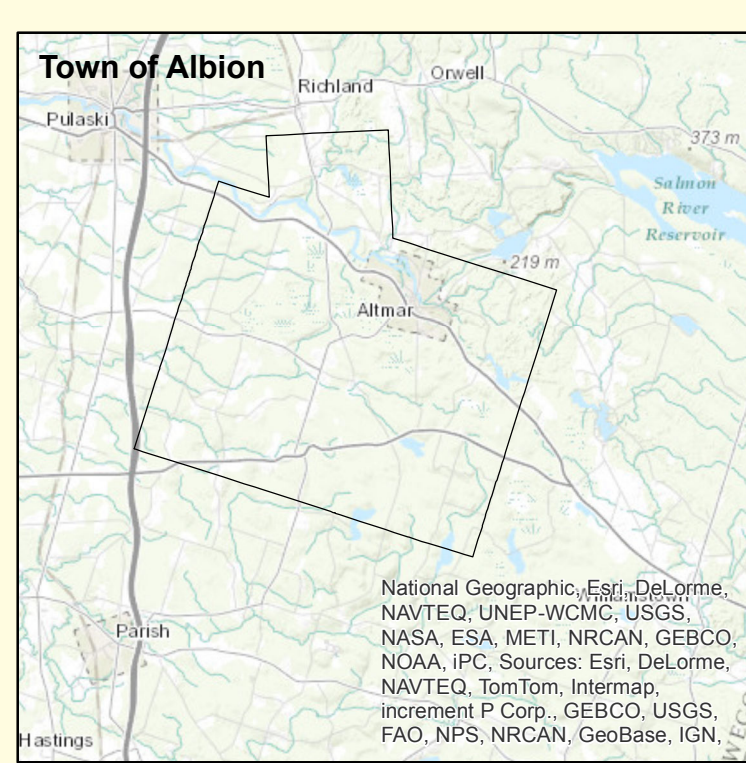 Town of Albion
Richland
Orwell
Pulaski
373 m
Salmon
River
Reservoir
219 m
Altmar
National Geographic, Esri, DeLorme,
Williamstown
NAVTEQ, UNEP-WCMC, USGS,
NASA, ESA, METI, NRCAN, GEBCO,
NOAA, iPC, Sources: Esri, DeLorme,
Parish
NAVTEQ, TomTom, Intermap,
increment P Corp., GEBCO, USGS,
FAO, NPS, NRCAN, GeoBase, IGN,
Hastings